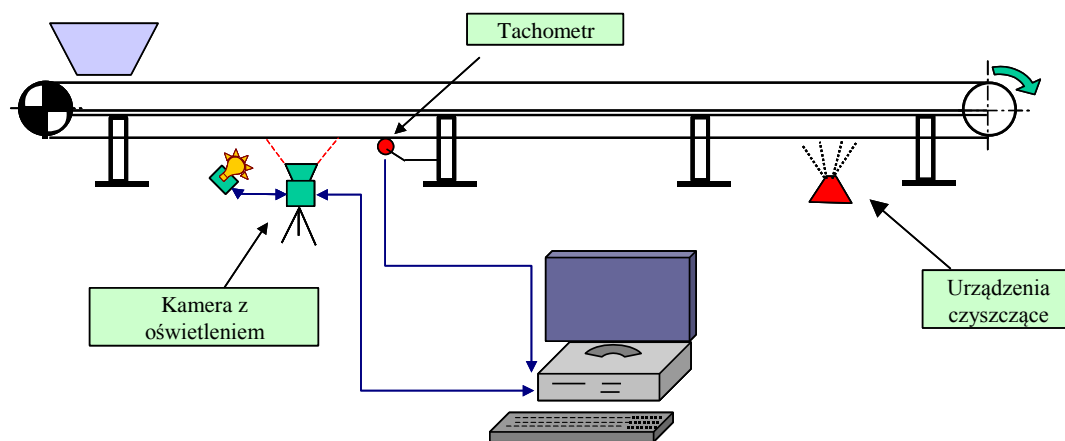 Tachometr
Kamera z
oświetleniem
Urządzenia
czyszczące